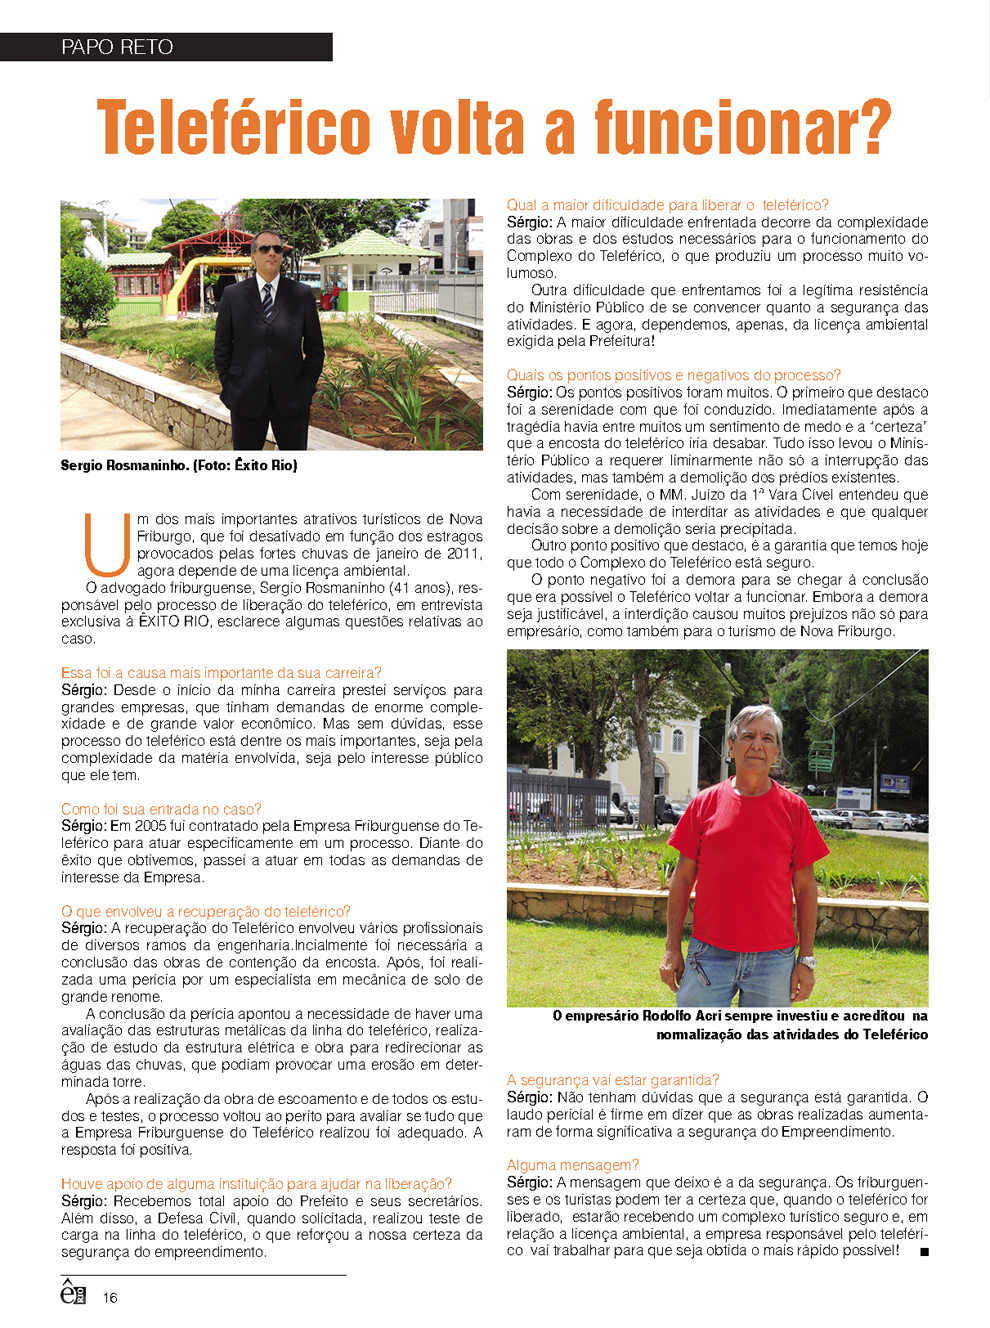 PAPO RETO
Teleférico volta a funcionar?
Sergio Rosmaninho. (Foto: Êxito Rio)
Um dos mais importantes atrativos turísticos de Nova
Friburgo, que foi desativado em função dos estragos
provocados pelas fortes chuvas de janeiro de 2011,
agora depende de uma licença ambiental.
O advogado friburguense, Sergio Rosmaninho (41 anos), res-
ponsável pelo processo de liberação do teleférico, em entrevista
exclusiva à ÊXITO RIO, esclarece algumas questões relativas ao
caso.
Essa foi a causa mais importante da sua carreira?
Sérgio: Desde o início da minha carreira prestei serviços para
grandes empresas, que tinham demandas de enorme comple-
xidade e de grande valor econômico. Mas sem dúvidas, esse
processo do teleférico está dentre os mais importantes, seja pela
complexidade da matéria envolvida, seja pelo interesse público
que ele tem.
Como foi sua entrada no caso?
Sérgio: Em 2005 fui contratado pela Empresa Friburguense do Te-
leférico para atuar especificamente em um processo. Diante do
êxito que obtivemos, passei a atuar em todas as demandas de
interesse da Empresa.
O que envolveu a recuperação do teleférico?
Sérgio: A recuperação do Teleférico envolveu vários profissionais
de diversos ramos da engenharia.Incialmente foi necessária a
conclusão das obras de contenção da encosta. Após, foi reali-
zada uma perícia por um especialista em mecânica de solo de
grande renome.
A conclusão da perícia apontou a necessidade de haver uma
avaliação das estruturas metálicas da linha do teleférico, realiza-
ção de estudo da estrutura elétrica e obra para redirecionar as
águas das chuvas, que podiam provocar uma erosão em deter-
minada torre.
Após a realização da obra de escoamento e de todos os estu-
dos e testes, o processo voltou ao perito para avaliar se tudo que
a Empresa Friburguense do Teleférico realizou foi adequado. A
resposta foi positiva.
Houve apoio de alguma instituição para ajudar na liberação?
Sérgio: Recebemos total apoio do Prefeito e seus secretários.
Além disso, a Defesa Civil, quando solicitada, realizou teste de
carga na linha do teleférico, o que reforçou a nossa certeza da
segurança do empreendimento.
Qual a maior dificuldade para liberar o teleférico?
Sérgio: A maior dificuldade enfrentada decorre da complexidade
das obras e dos estudos necessários para o funcionamento do
Complexo do Teleférico, o que produziu um processo muito vo-
lumoso.
Outra dificuldade que enfrentamos foi a legítima resistência
do Ministério Público de se convencer quanto a segurança das
atividades. E agora, dependemos, apenas, da licença ambiental
exigida pela Prefeitura!
Quais os pontos positivos e negativos do processo?
Sérgio: Os pontos positivos foram muitos. O primeiro que destaco
foi a serenidade com que foi conduzido. Imediatamente após a
tragédia havia entre muitos um sentimento de medo e a “certeza”
que a encosta do teleférico iria desabar. Tudo isso levou o Minis-
tério Público a requerer liminarmente não só a interrupção das
atividades, mas também a demolição dos prédios existentes.
Com serenidade, o MM. Juízo da 1ª Vara Cível entendeu que
havia a necessidade de interditar as atividades e que qualquer
decisão sobre a demolição seria precipitada.
Outro ponto positivo que destaco, é a garantia que temos hoje
que todo o Complexo do Teleférico está seguro.
O ponto negativo foi a demora para se chegar à conclusão
que era possível o Teleférico voltar a funcionar. Embora a demora
seja justificável, a interdição causou muitos prejuízos não só para
empresário, como também para o turismo de Nova Friburgo.
O empresário Rodolfo Acri sempre investiu e acreditou na
normalização das atividades do Teleférico
A segurança vai estar garantida?
Sérgio: Não tenham dúvidas que a segurança está garantida. O
laudo pericial é firme em dizer que as obras realizadas aumenta-
ram de forma significativa a segurança do Empreendimento.
Alguma mensagem?
Sérgio: A mensagem que deixo é a da segurança. Os friburguen-
ses e os turistas podem ter a certeza que, quando o teleférico for
liberado, estarão recebendo um complexo turístico seguro e, em
relação a licença ambiental, a empresa responsável pelo teleféri-
co vai trabalhar para que seja obtida o mais rápido possível!
ê RIO 16